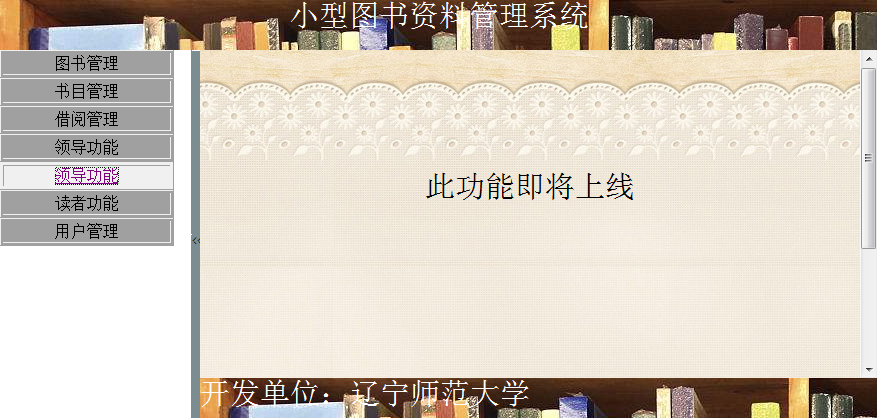 小型图书资料管理系统
图书管理
书目管理
借阅管理
领导功能
领导功能
读者功能
用户管理
<<
此功能即将上线
开发单位：辽宁师范大学